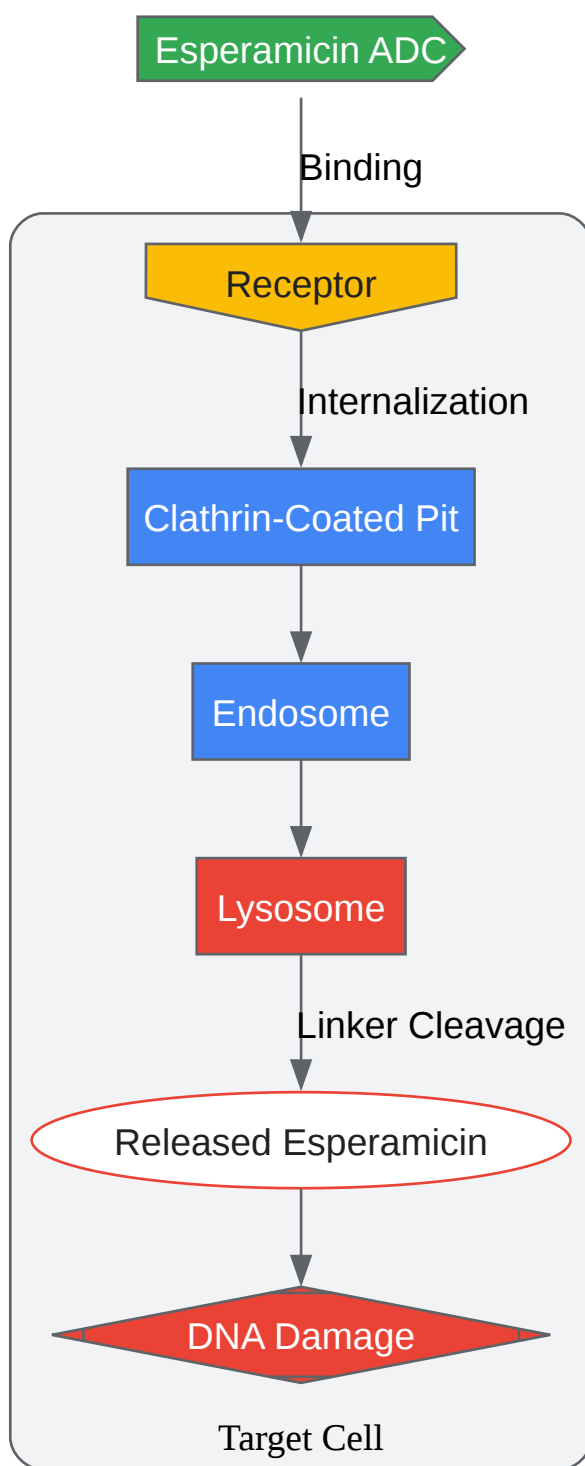 Esperamicin ADC
Binding
Receptor
Internalization
Clathrin-Coated Pit
Endosome
Lysosome
Linker Cleavage
Released Esperamicin
DNA Damage
Target Cell